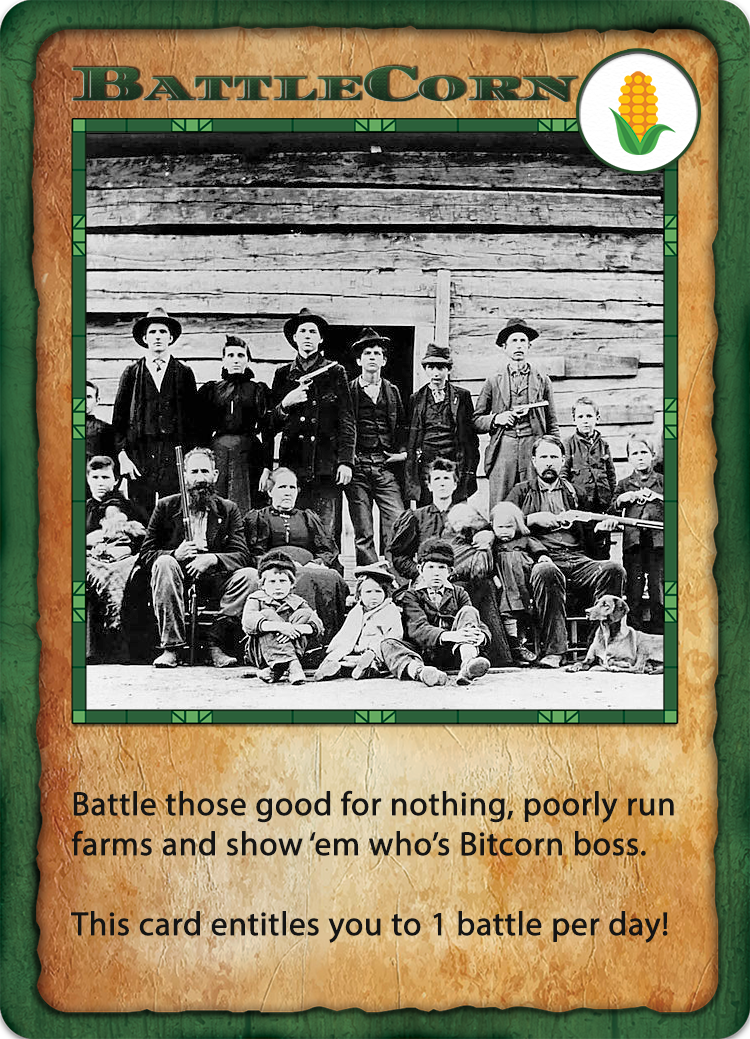 BATTLECORN
Battle those good for nothing, poorly run
farms and show ‘em who’s Bitcorn boss.
This card entitles you to 1 battle per day!